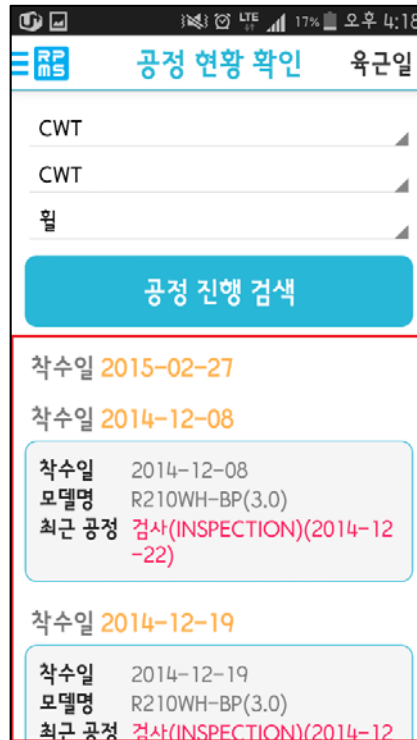 LTE 17% 오후 4:18
RPMS 공정 현황 확인 육근일
CWT
CWT
휠
공정 진행 검색
착수일 2015-02-27
착수일 2014-12-08
착수일 2014-12-08
모델명 R210WH-BP(3.0)
최근 공정 검사(INSPECTION)(2014-12
-22)
착수일 2014-12-19
착수일 2014-12-19
모델명 R210WH-BP(3.0)
최근 공정 검사(INSPECTION)(2014-12